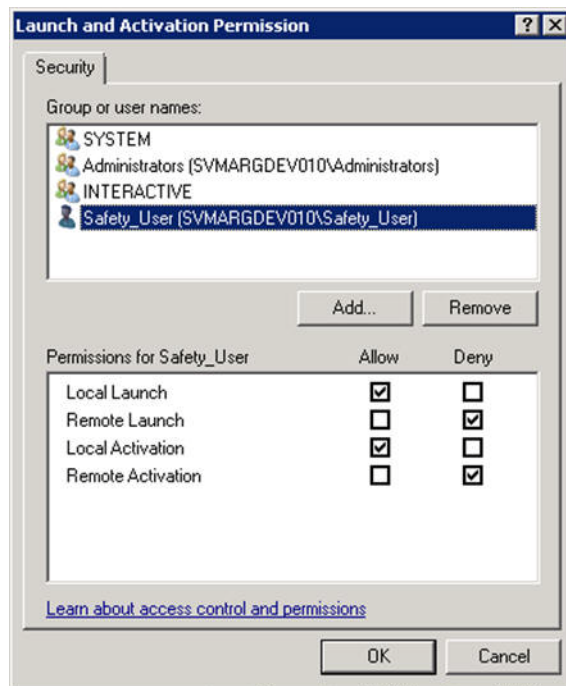 Launch and Activation Permission
Security
Group or user names:
SYSTEM
Administrators (SVMARGDEV010\Administrators)
INTERACTIVE
Safety_User (SVMARGDEV010\Safety_User)
Add... Remove
Permissions for Safety_User Allow Deny
Local Launch
Remote Launch
Local Activation
Remote Activation
Learn about access control and permissions
OK Cancel